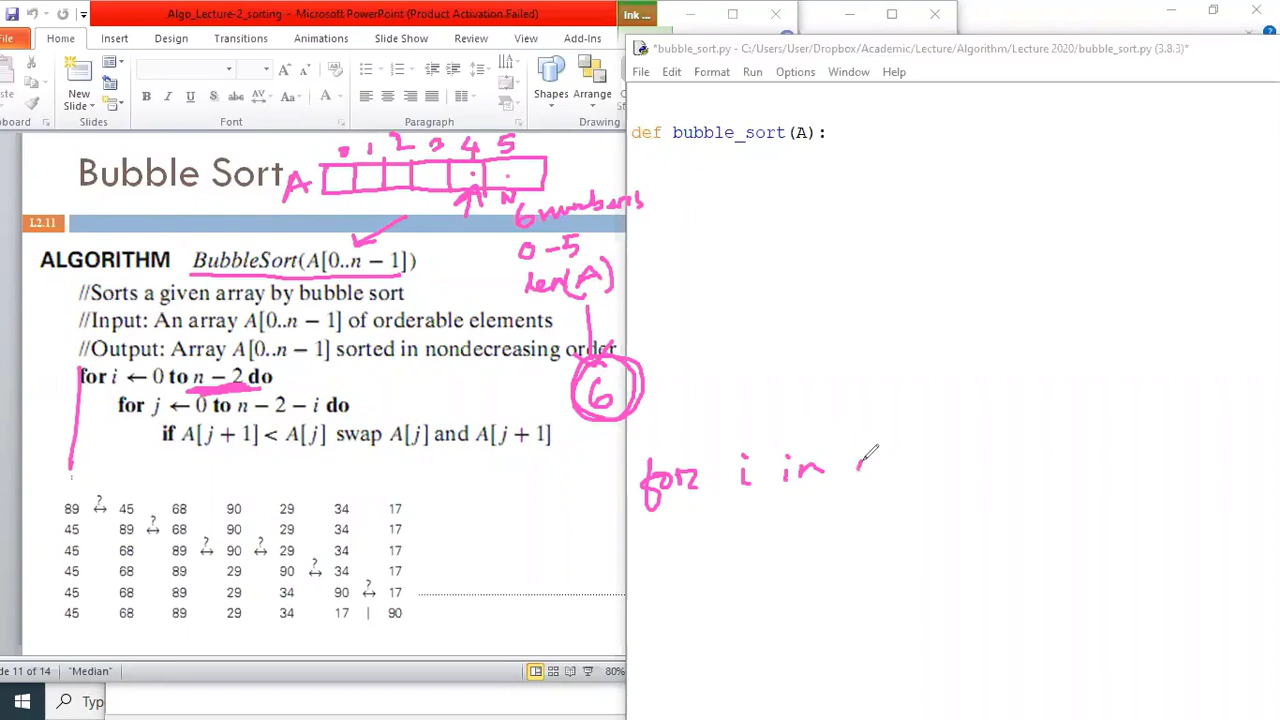 Algo_Lecture-2_sorting - Microsoft PowerPoint (Product Activation Failed)
Ink ...
Home Insert Design Transitions Animations Slide Show Review View
New
Slides
B I U S abc AV Aa A
Shapes Arrange
Slides Font Paragraph Drawing
*bubble_sort.py - C:/Users/User/Dropbox/Academic/Lecture/Algorithm/Lecture 2020/bubble_sort.py (3.8.3)*
File Edit Format Run Options Window Help
def bubble_sort(A):
1 2 3 4 5
Bubble Sort
A
L2.11
6 numbers
0-5
len(A)
6
ALGORITHM BubbleSort(A[0..n − 1])
//Sorts a given array by bubble sort
//Input: An array A[0..n − 1] of orderable elements
//Output: Array A[0..n − 1] sorted in nondecreasing order
for i ← 0 to n − 2 do
for j ← 0 to n − 2 − i do
if A[j + 1] < A[j] swap A[j] and A[j + 1]
for i in
89 ? ↔ 45 68 90 29 34 17
45 89 ? ↔ 68 90 29 34 17
45 68 89 ? ↔ 90 ? ↔ 29 34 17
45 68 89 29 90 ? ↔ 34 17
45 68 89 29 34 90 ? ↔ 17
45 68 89 29 34 17 | 90
de 11 of 14 "Median" 80%
Typ